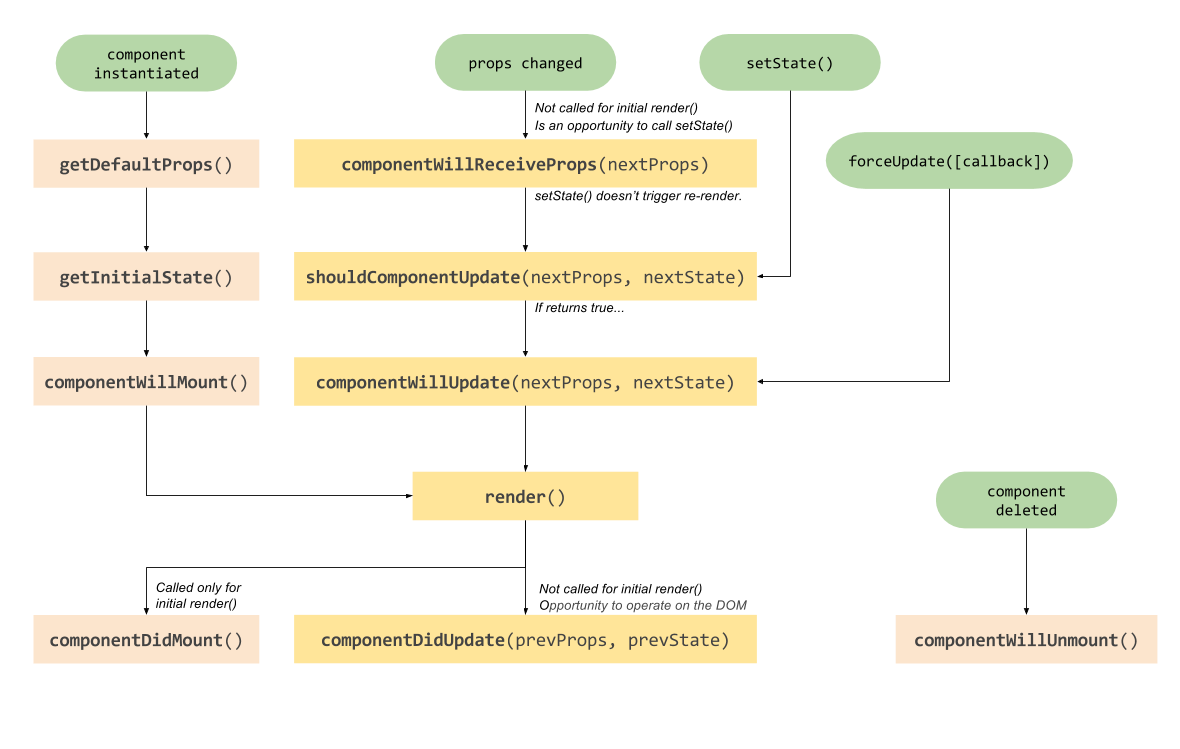 component
instantiated
props changed
setState()
Not called for initial render()
Is an opportunity to call setState()
getDefaultProps()
componentWillReceiveProps(nextProps)
forceUpdate([callback])
setState() doesn’t trigger re-render.
getInitialState()
shouldComponentUpdate(nextProps, nextState)
If returns true...
componentWillMount()
componentWillUpdate(nextProps, nextState)
render()
component
deleted
Called only for
initial render()
Not called for initial render()
Opportunity to operate on the DOM
componentDidMount()
componentDidUpdate(prevProps, prevState)
componentWillUnmount()